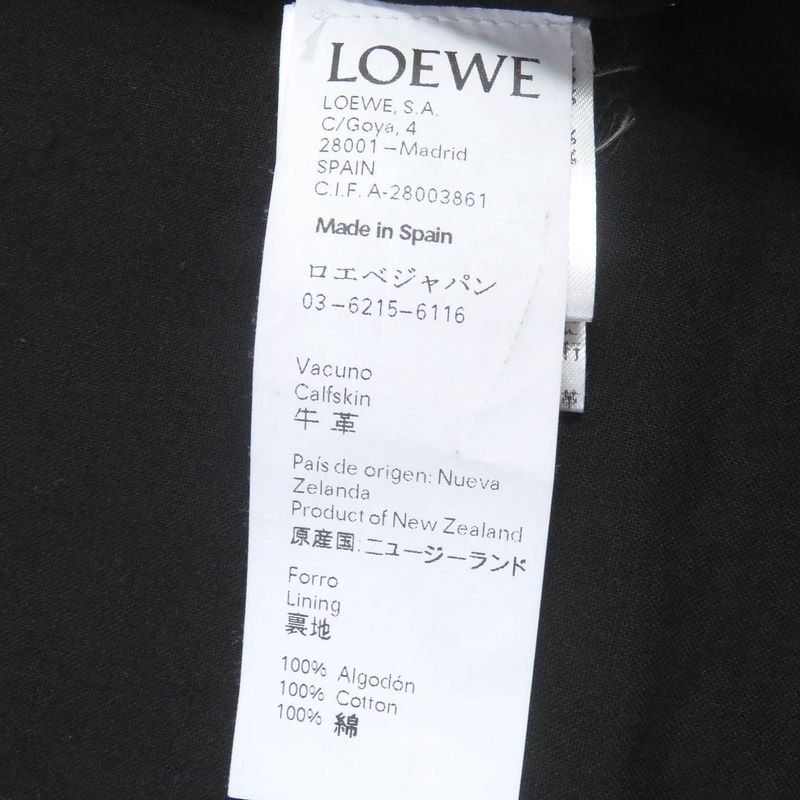 LOEWE
LOEWE, S.A.
C/Goya, 4
28001 – Madrid
SPAIN
C.I.F. A-28003861
Made in Spain
ロエベジャパン
03-6215-6116
Vacuno
Calfskin
牛革
País de origen: Nueva
Zelanda
Product of New Zealand
原産国:ニュージーランド
Forro
Lining
裏地
100% Algodón
100% Cotton
100% 綿
革